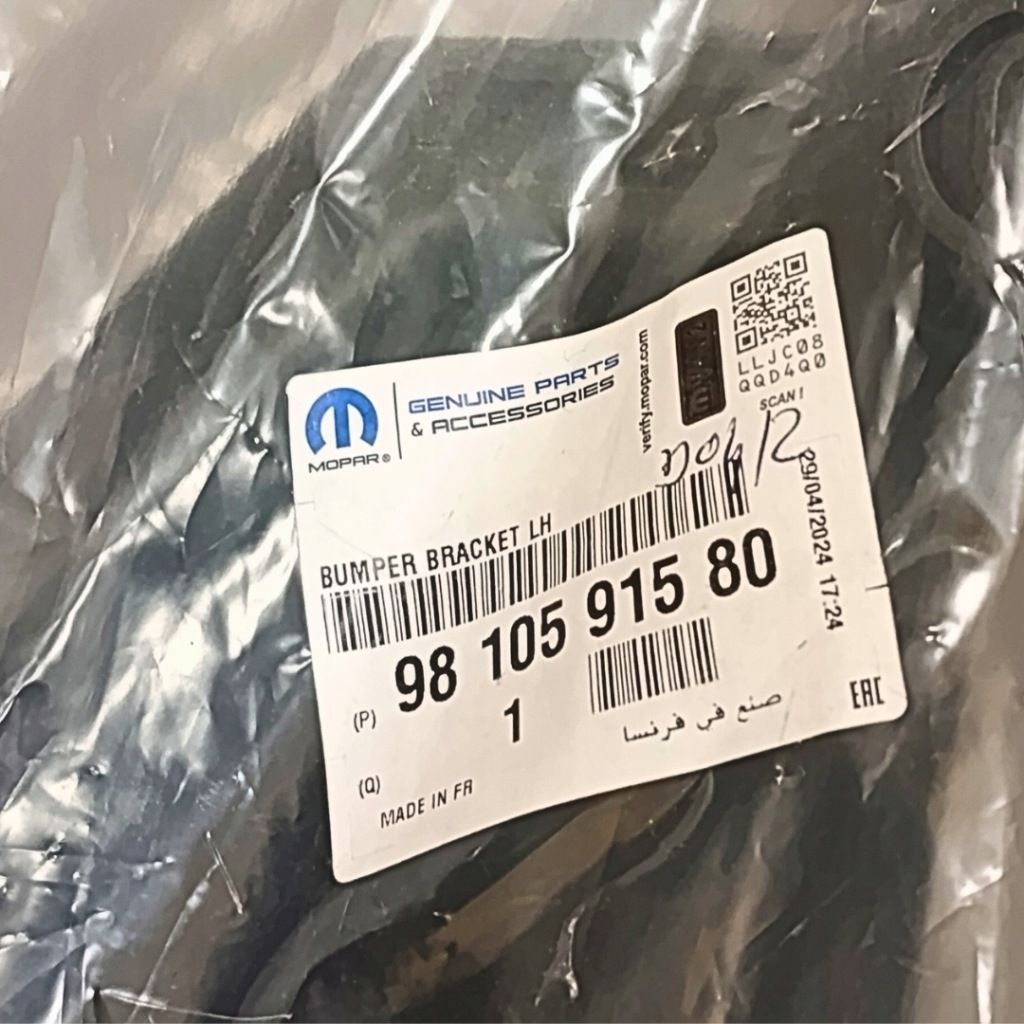 MOPAR®
GENUINE PARTS
& ACCESSORIES
verify.mopar.com
LLJC08
QQD4Q0
SCAN!
29/04/2024 17:24
BUMPER BRACKET LH
(P) 98 105 915 80
(Q) 1
MADE IN FR
صنع في فرنسا
EAC